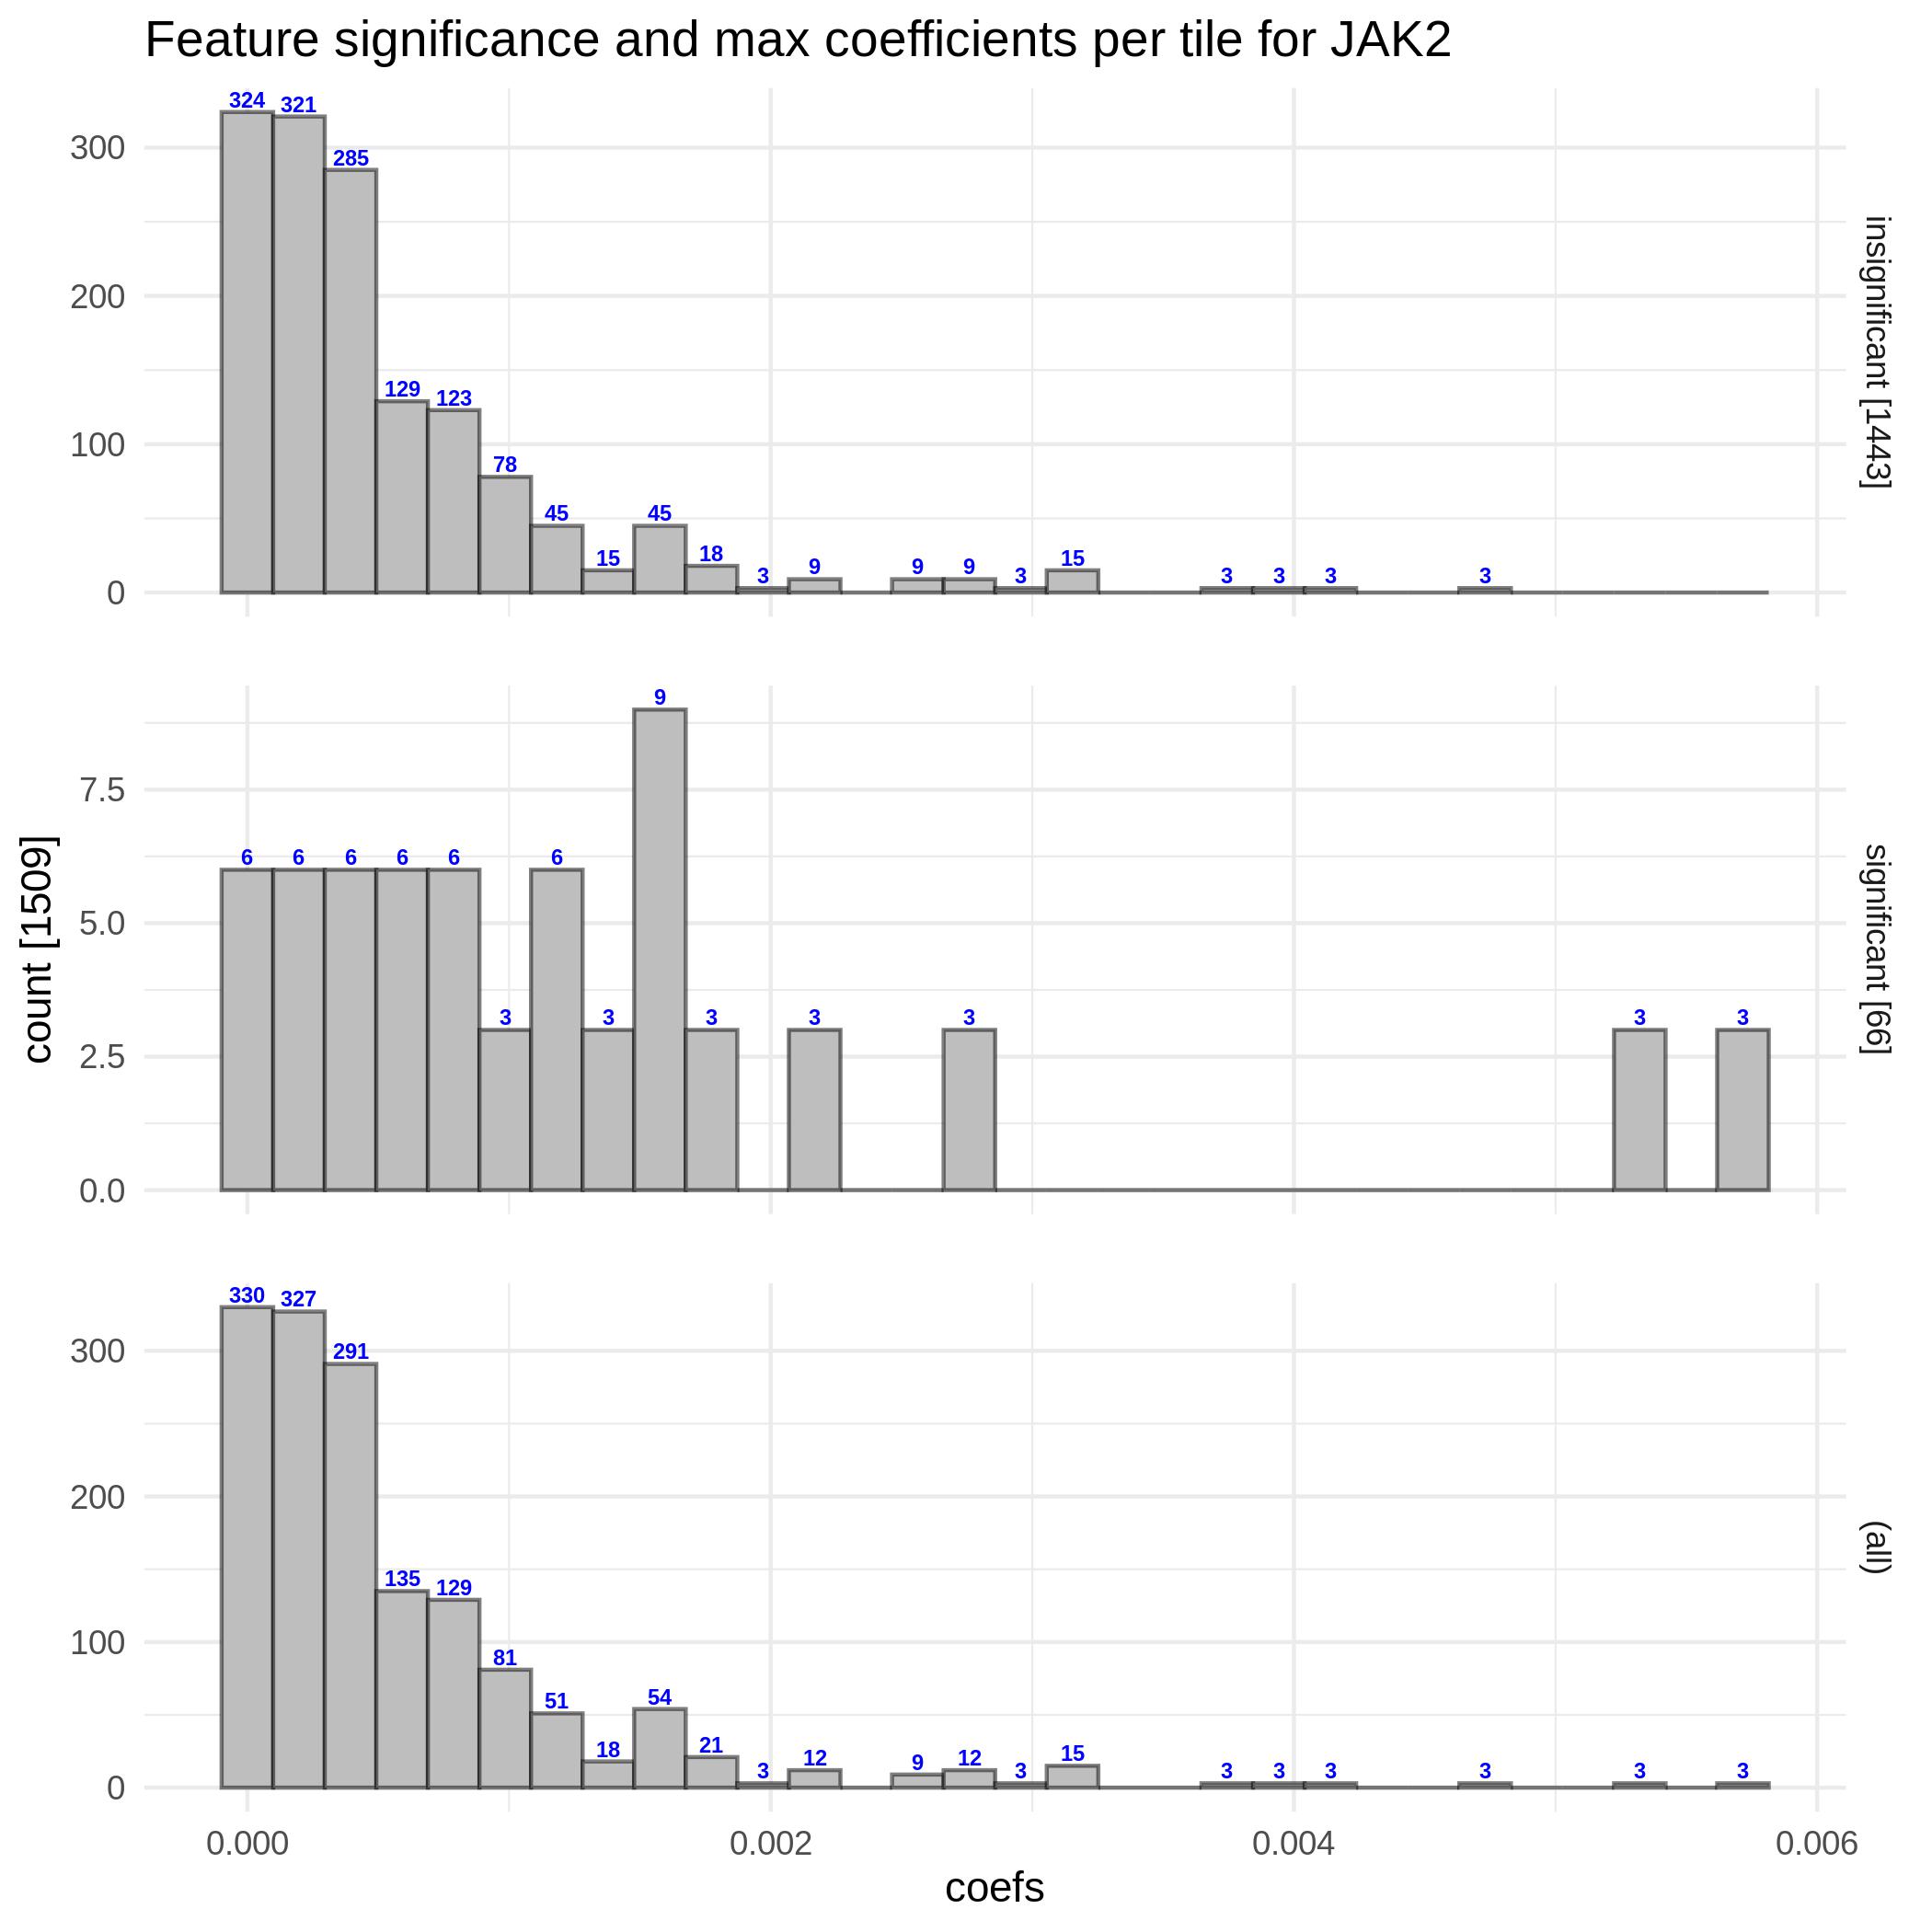 Feature significance and max coefficients per tile for JAK2
324 321 285 129 123 78 45 15 45 18 3 9 9 9 3 15 3 3 3 3
300
200
100
0
insignificant [1443]
6 6 6 6 6 3 6 3 9 3 3 3 3 3
7.5
5.0
2.5
0.0
significant [66]
count [1509]
330 327 291 135 129 81 51 18 54 21 3 12 9 12 3 15 3 3 3 3 3 3
300
200
100
0
(all)
0.000 0.002 0.004 0.006
coefs